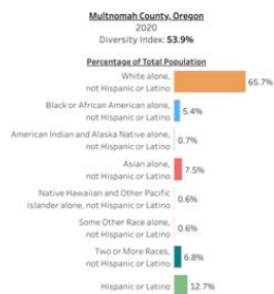 Multnomah County, Oregon
2020
Diversity Index: 53.9%
Percentage of Total Population
White alone,
not Hispanic or Latino
65.7%
Black or African American alone,
not Hispanic or Latino
5.4%
American Indian and Alaska Native alone,
not Hispanic or Latino
0.7%
Asian alone,
not Hispanic or Latino
7.5%
Native Hawaiian and Other Pacific
Islander alone, not Hispanic or Latino
0.6%
Some Other Race alone,
not Hispanic or Latino
0.6%
Two or More Races,
not Hispanic or Latino
6.8%
Hispanic or Latino
12.7%